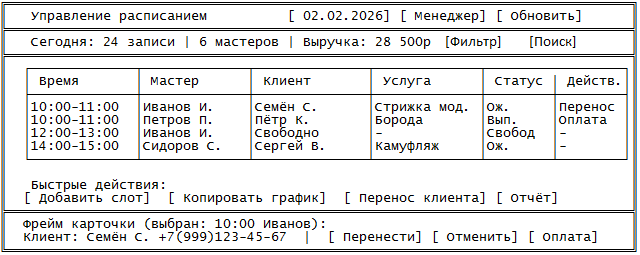 Управление расписанием [ 02.02.2026] [ Менеджер] [ Обновить]
Сегодня: 24 записи | 6 мастеров | Выручка: 28 500р [Фильтр] [Поиск]
Время | Мастер | Клиент | Услуга | Статус | Действ.
10:00-11:00 | Иванов И. | Семён С. | Стрижка мод. | Ож. | Перенос
10:00-11:00 | Петров П. | Пётр К. | Борода | Вып. | Оплата
12:00-13:00 | Иванов И. | Свободно | - | Свобод | -
14:00-15:00 | Сидоров С. | Сергей В. | Камуфляж | Ож. | -
Быстрые действия:
[ Добавить слот] [ Копировать график] [ Перенос клиента] [ Отчёт]
Фрейм карточки (выбран: 10:00 Иванов):
Клиент: Семён С. +7(999)123-45-67 | [ Перенести] [ Отменить] [ Оплата]